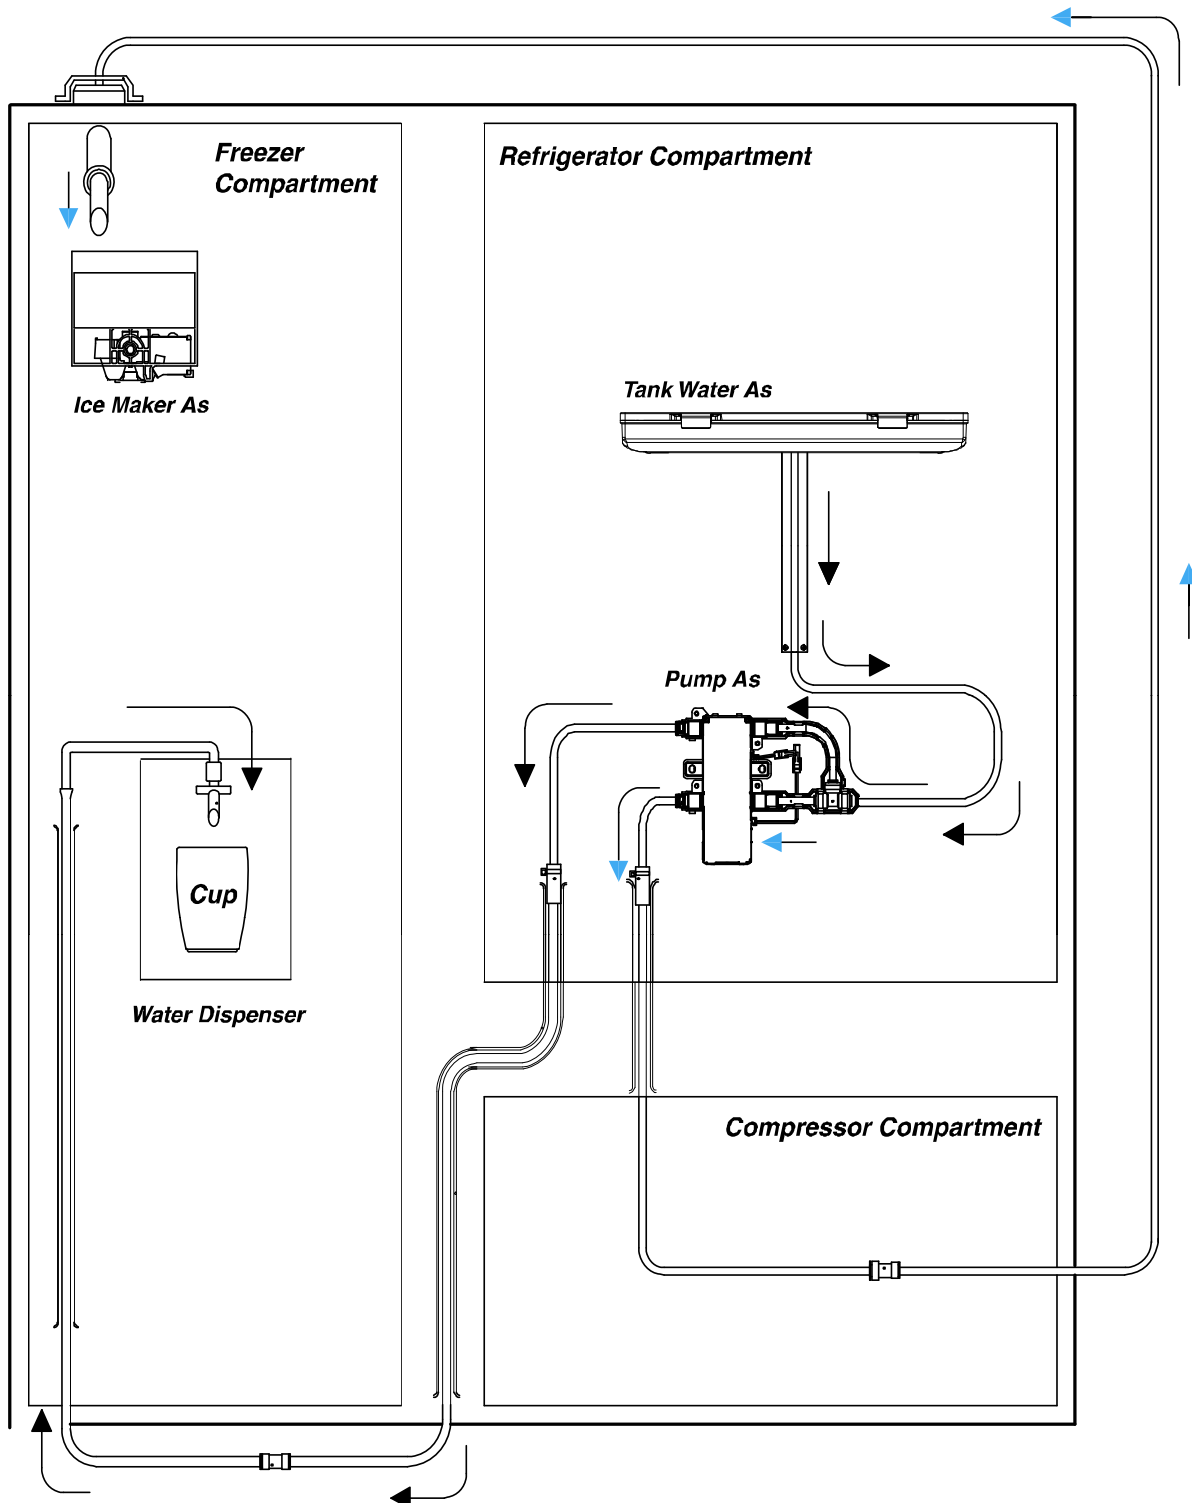 Freezer
Compartment
Refrigerator Compartment
Ice Maker As
Tank Water As
Pump As
Cup
Water Dispenser
Compressor Compartment